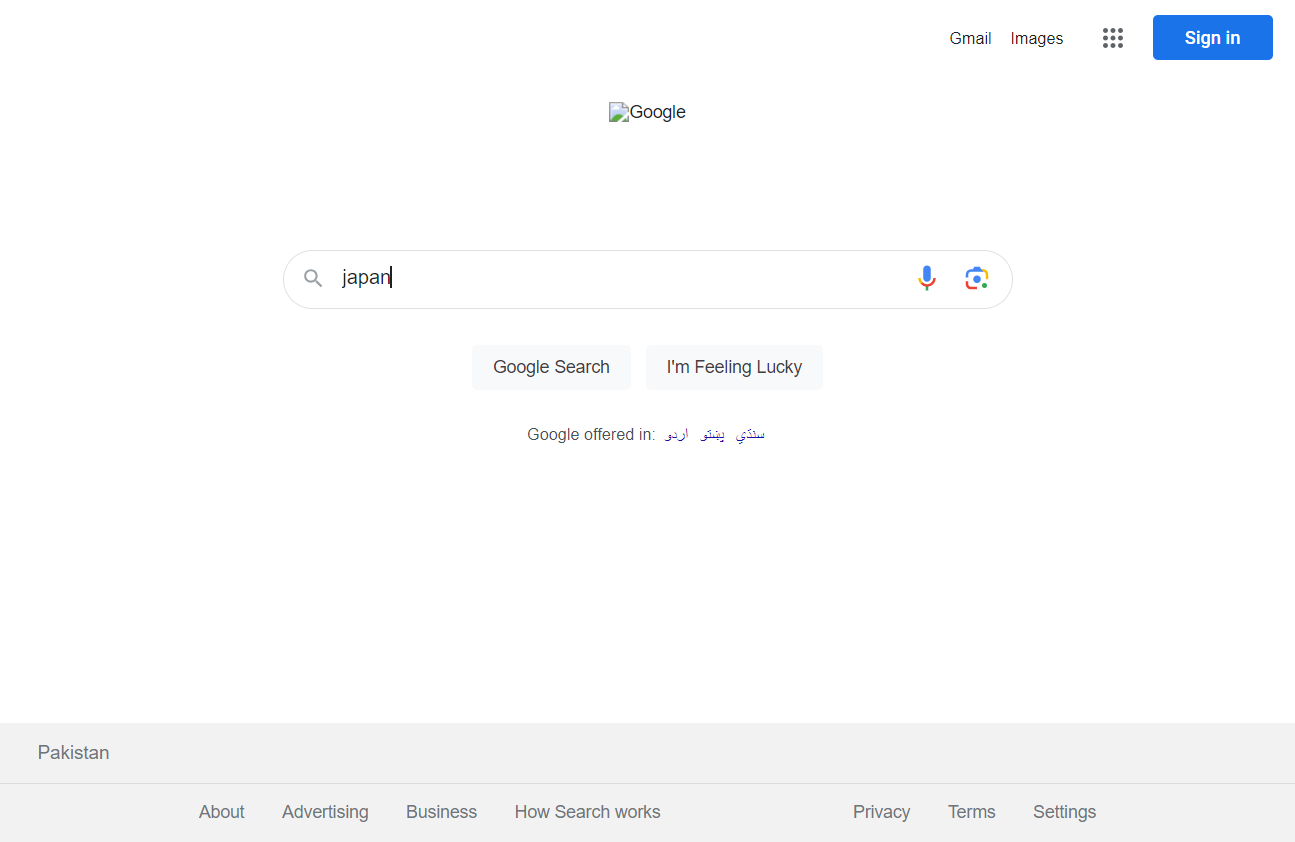 Gmail Images Sign in
Google
japan
Google Search I'm Feeling Lucky
Google offered in: اردو پښتو سنڌي
Pakistan
About Advertising Business How Search works Privacy Terms Settings